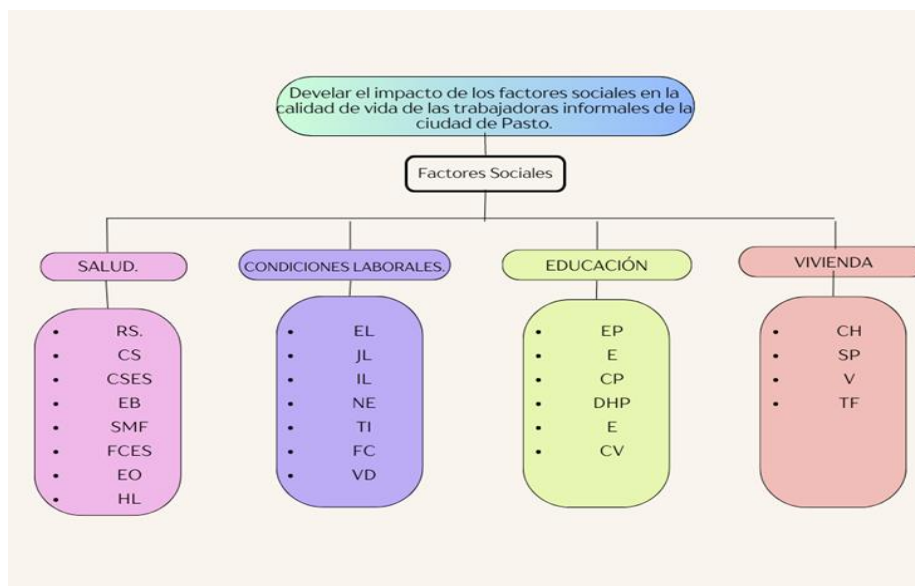 Develar el impacto de los factores sociales en la
calidad de vida de las trabajadoras informales de la
ciudad de Pasto.
Factores Sociales
SALUD.
• RS.
• CS
• CSES
• EB
• SMF
• FCES
• EO
• HL
CONDICIONES LABORALES.
• EL
• JL
• IL
• NE
• TI
• FC
• VD
EDUCACIÓN
• EP
• E
• CP
• DHP
• E
• CV
VIVIENDA
• CH
• SP
• V
• TF